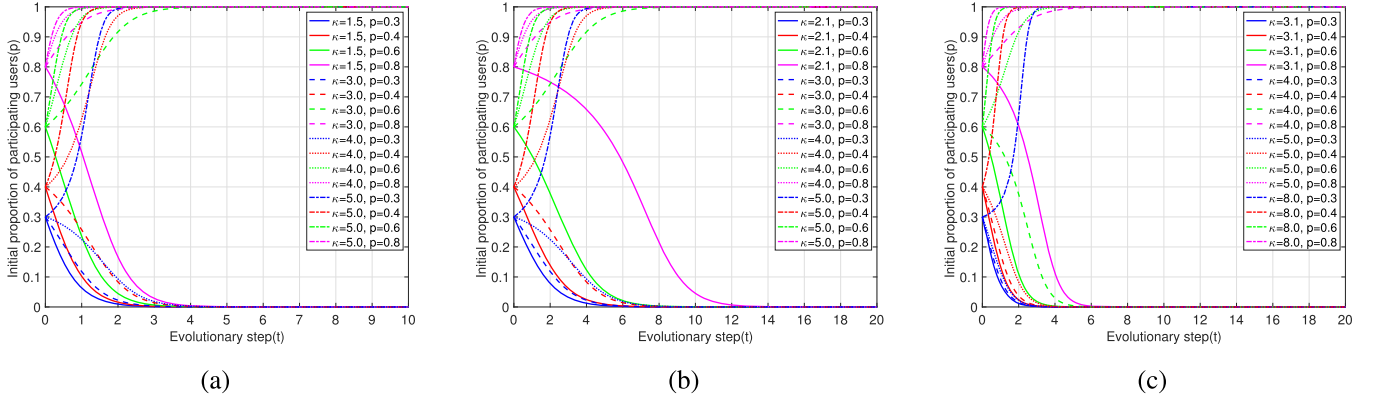 Initial proportion of participating users(p)
1
0.9
0.8
0.7
0.6
0.5
0.4
0.3
0.2
0.1
0
0 1 2 3 4 5 6 7 8 9 10
Evolutionary step(t)
κ=1.5, p=0.3
κ=1.5, p=0.4
κ=1.5, p=0.6
κ=1.5, p=0.8
κ=3.0, p=0.3
κ=3.0, p=0.4
κ=3.0, p=0.6
κ=3.0, p=0.8
κ=4.0, p=0.3
κ=4.0, p=0.4
κ=4.0, p=0.6
κ=4.0, p=0.8
κ=5.0, p=0.3
κ=5.0, p=0.4
κ=5.0, p=0.6
κ=5.0, p=0.8
(a)
Initial proportion of participating users(p)
1
0.9
0.8
0.7
0.6
0.5
0.4
0.3
0.2
0.1
0
0 2 4 6 8 10 12 14 16 18 20
Evolutionary step(t)
κ=2.1, p=0.3
κ=2.1, p=0.4
κ=2.1, p=0.6
κ=2.1, p=0.8
κ=3.0, p=0.3
κ=3.0, p=0.4
κ=3.0, p=0.6
κ=3.0, p=0.8
κ=4.0, p=0.3
κ=4.0, p=0.4
κ=4.0, p=0.6
κ=4.0, p=0.8
κ=5.0, p=0.3
κ=5.0, p=0.4
κ=5.0, p=0.6
κ=5.0, p=0.8
(b)
Initial proportion of participating users(p)
1
0.9
0.8
0.7
0.6
0.5
0.4
0.3
0.2
0.1
0
0 2 4 6 8 10 12 14 16 18 20
Evolutionary step(t)
κ=3.1, p=0.3
κ=3.1, p=0.4
κ=3.1, p=0.6
κ=3.1, p=0.8
κ=4.0, p=0.3
κ=4.0, p=0.4
κ=4.0, p=0.6
κ=4.0, p=0.8
κ=5.0, p=0.3
κ=5.0, p=0.4
κ=5.0, p=0.6
κ=5.0, p=0.8
κ=8.0, p=0.3
κ=8.0, p=0.4
κ=8.0, p=0.6
κ=8.0, p=0.8
(c)